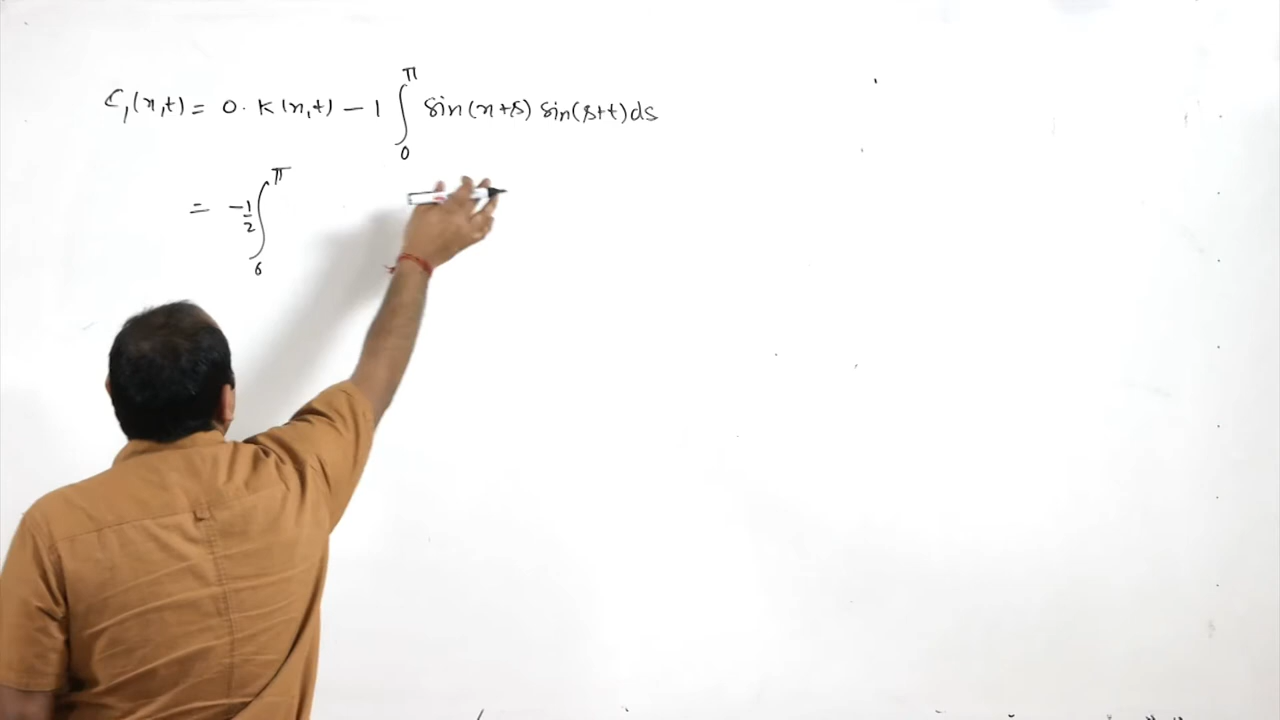 C₁(x,t) = 0. K(x,t) − 1 ∫₀^π sin(x+s) sin(s+t) ds
= −1/2 ∫₀^π